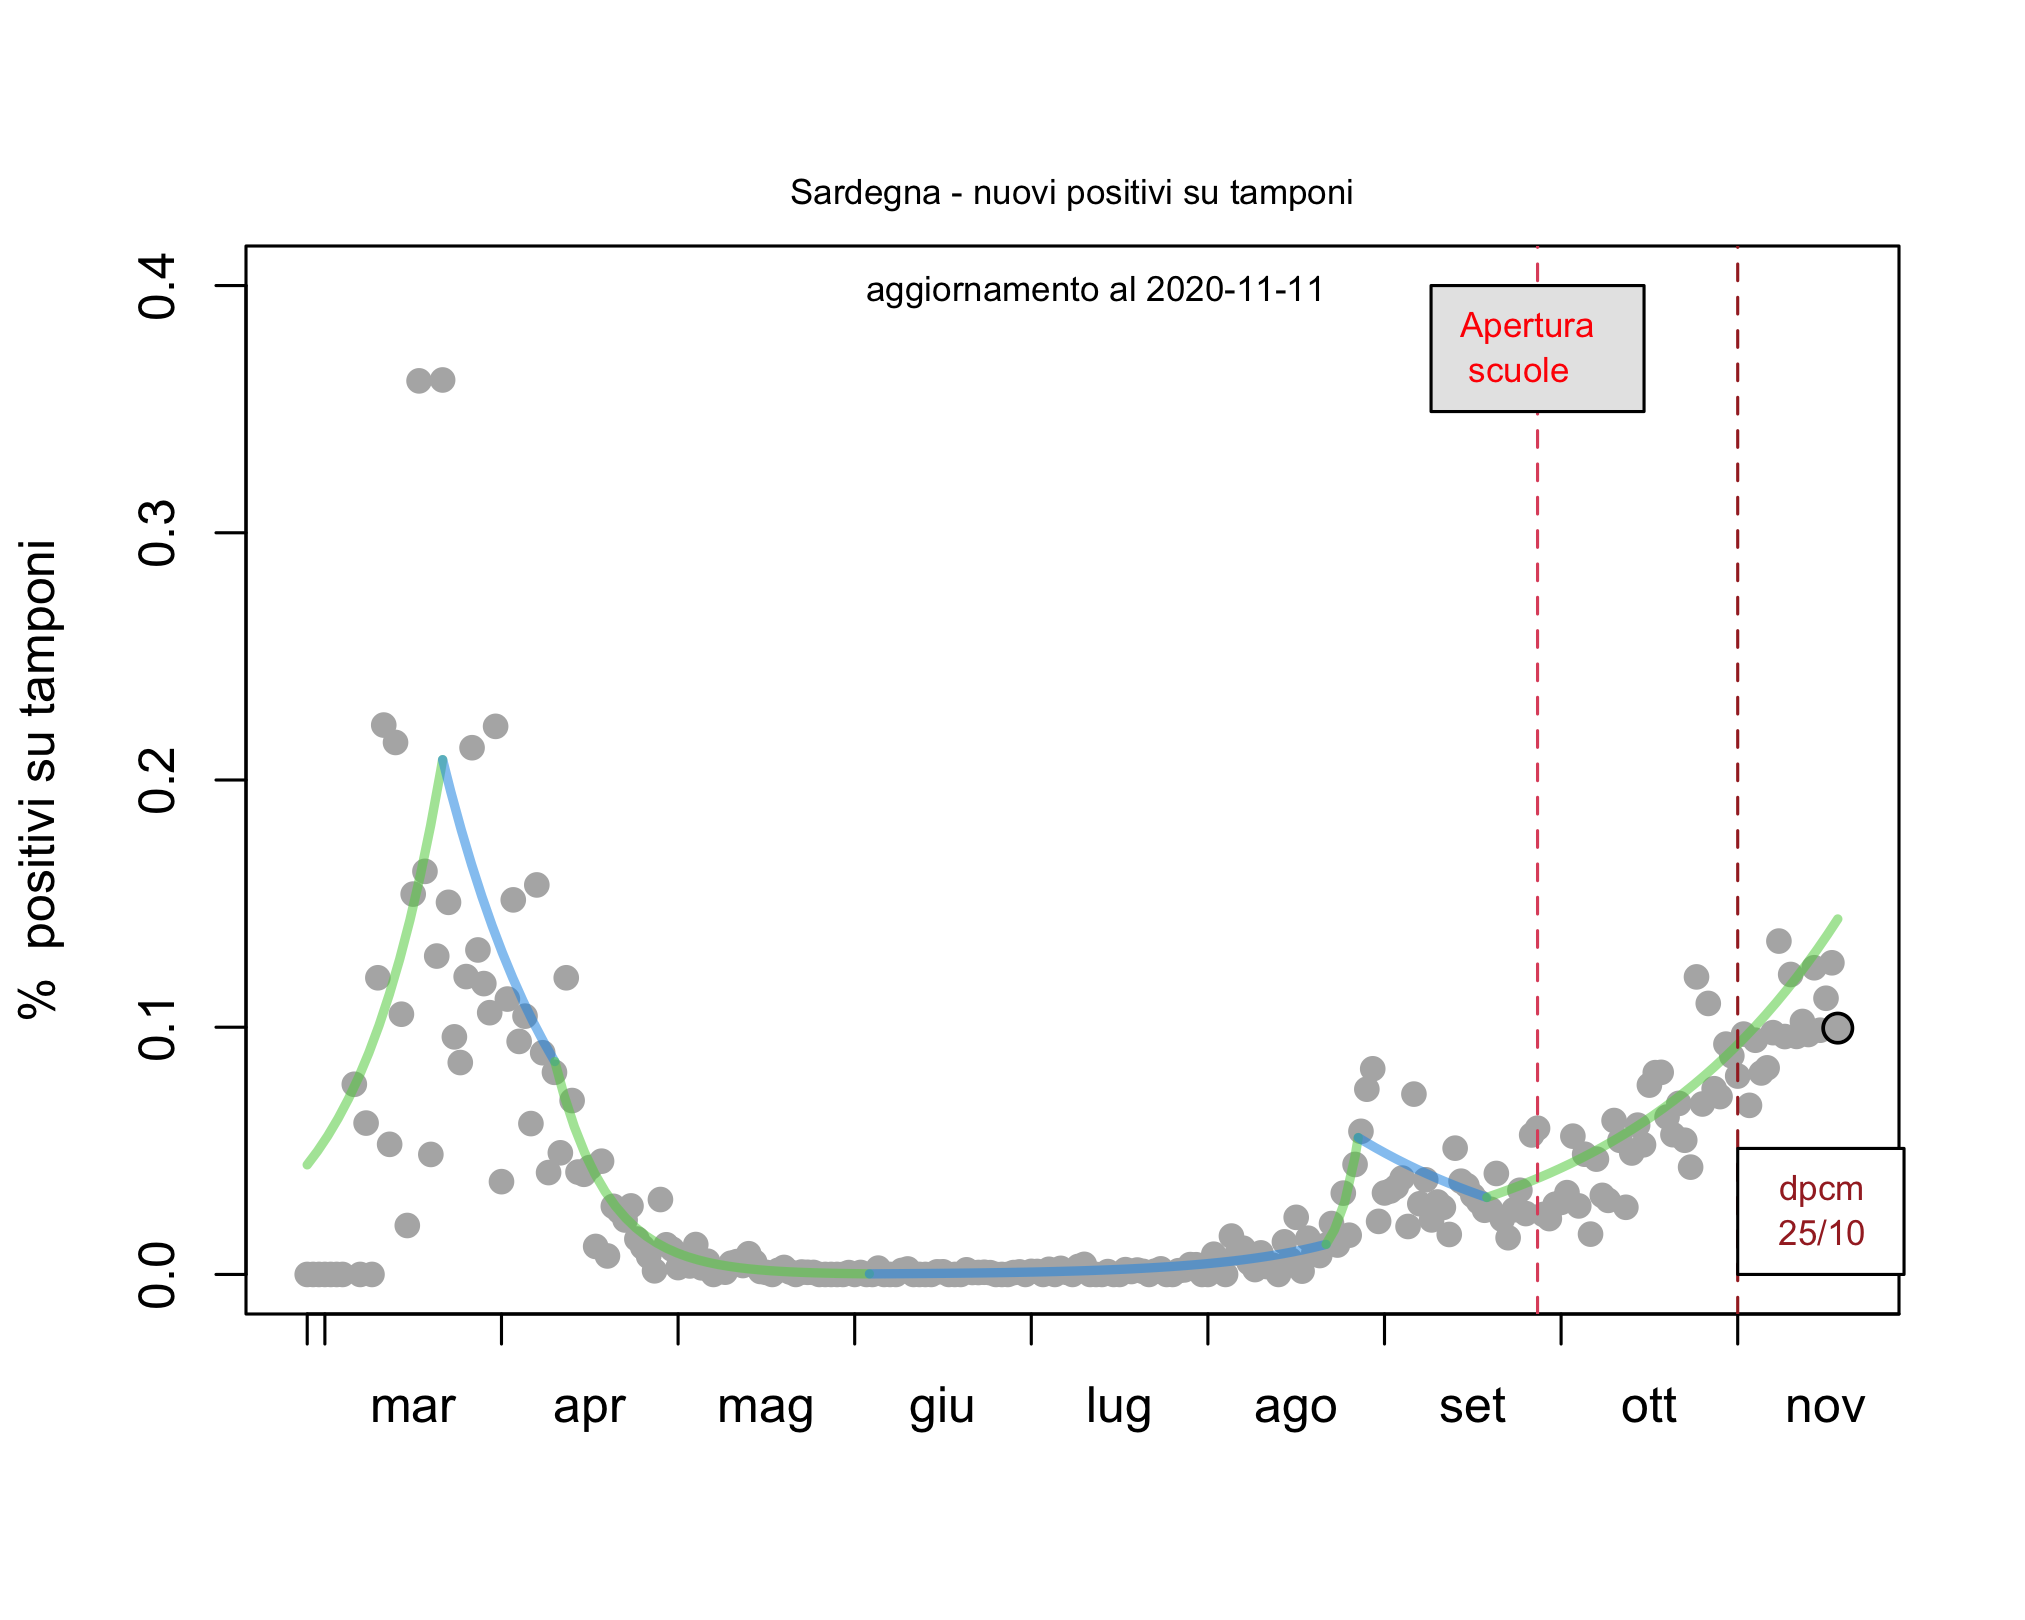 Sardegna - nuovi positivi su tamponi
aggiornamento al 2020-11-11
Apertura
scuole
dpcm
25/10
% positivi su tamponi
0.4
0.3
0.2
0.1
0.0
mar apr mag giu lug ago set ott nov